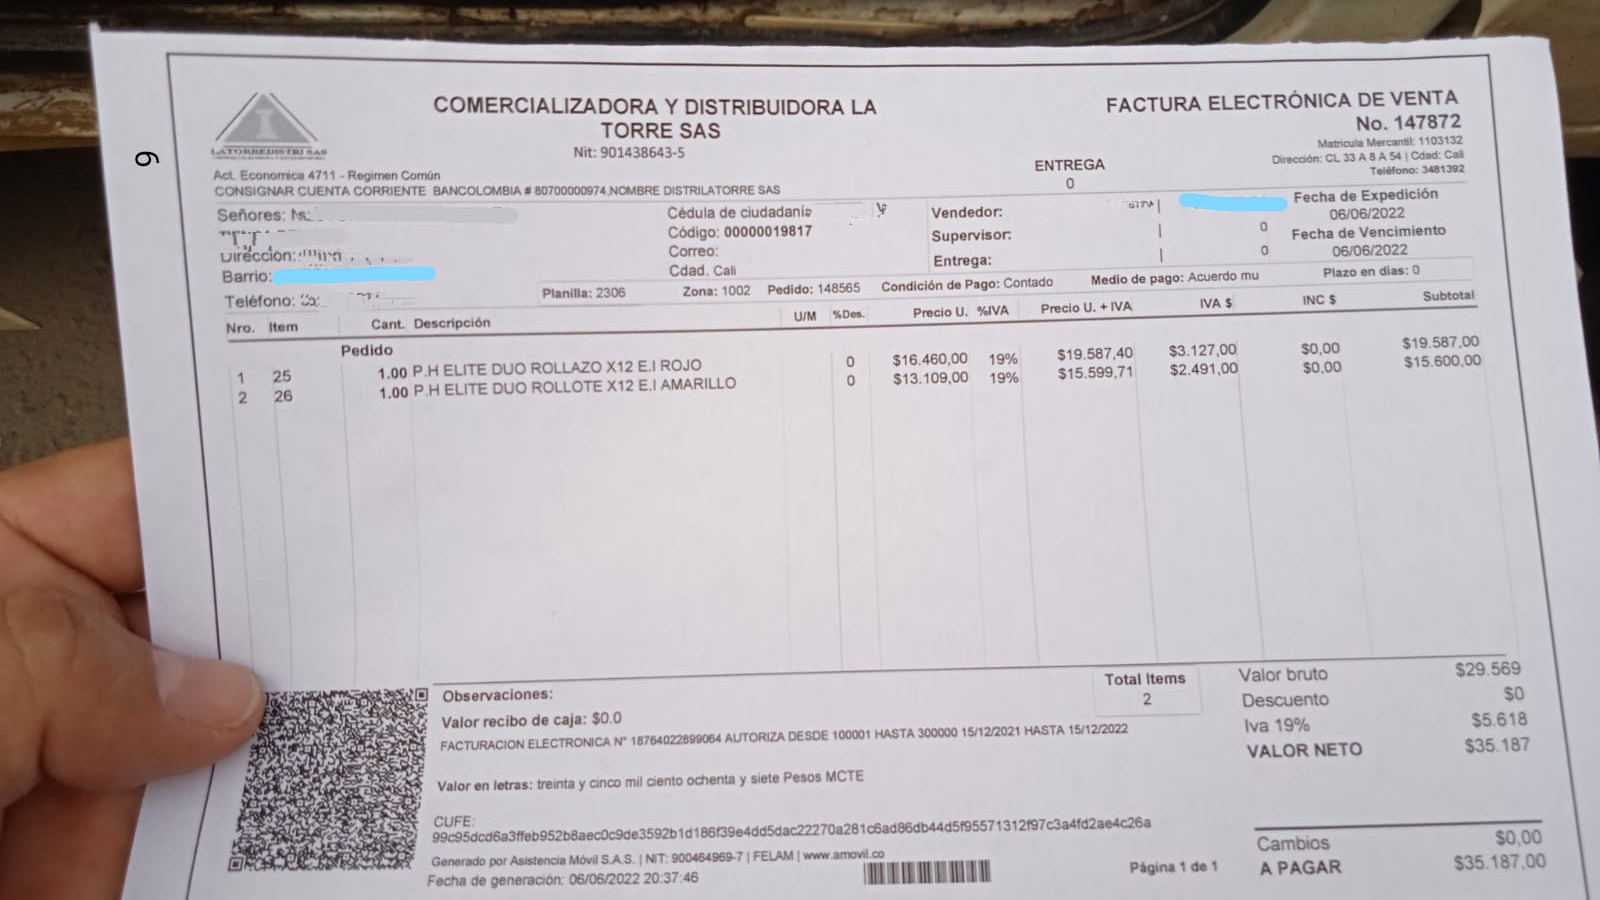 COMERCIALIZADORA Y DISTRIBUIDORA LA
TORRE SAS
Nit: 901438643-5
FACTURA ELECTRÓNICA DE VENTA
No. 147872
Matricula Mercantil: 1103132
Dirección: CL 33 A 8 A 54 | Cdad: Cali
Teléfono: 3481392
LATORREDISTRI SAS
6
Act. Economica 4711 - Regimen Común
CONSIGNAR CUENTA CORRIENTE BANCOLOMBIA # 80700000974,NOMBRE DISTRILATORRE SAS
ENTREGA
0
Señores:
Dirección:
Barrio:
Teléfono:
Cédula de ciudadanía
Código: 00000019817
Correo:
Cdad. Cali
Vendedor: |
Supervisor: | 0
Entrega: | 0
Fecha de Expedición
06/06/2022
Fecha de Vencimiento
06/06/2022
Planilla: 2306 Zona: 1002 Pedido: 148565 Condición de Pago: Contado Medio de pago: Acuerdo mu Plazo en dias: 0
Nro. Item Cant. Descripción U/M %Des. Precio U. %IVA Precio U. + IVA IVA $ INC $ Subtotal
Pedido
1 25 1.00 P.H ELITE DUO ROLLAZO X12 E.I ROJO 0 $16.460,00 19% $19.587,40 $3.127,00 $0,00 $19.587,00
2 26 1.00 P.H ELITE DUO ROLLOTE X12 E.I AMARILLO 0 $13.109,00 19% $15.599,71 $2.491,00 $0,00 $15.600,00
Observaciones:
Valor recibo de caja: $0.0
FACTURACION ELECTRONICA N° 18764022899064 AUTORIZA DESDE 100001 HASTA 300000 15/12/2021 HASTA 15/12/2022
Valor en letras: treinta y cinco mil ciento ochenta y siete Pesos MCTE
Total Items
2
Valor bruto $29.569
Descuento $0
Iva 19% $5.618
VALOR NETO $35.187
CUFE:
99c95dcd6a3ffeb952b8aec0c9de3592b1d186f39e4dd5dac22270a281c6ad86db44d5f95571312f97c3a4fd2ae4c26a
Generado por Asistencia Móvil S.A.S. | NIT: 900464969-7 | FELAM | www.amovil.co
Fecha de generación: 06/06/2022 20:37:46
Página 1 de 1
Cambios $0,00
A PAGAR $35.187,00